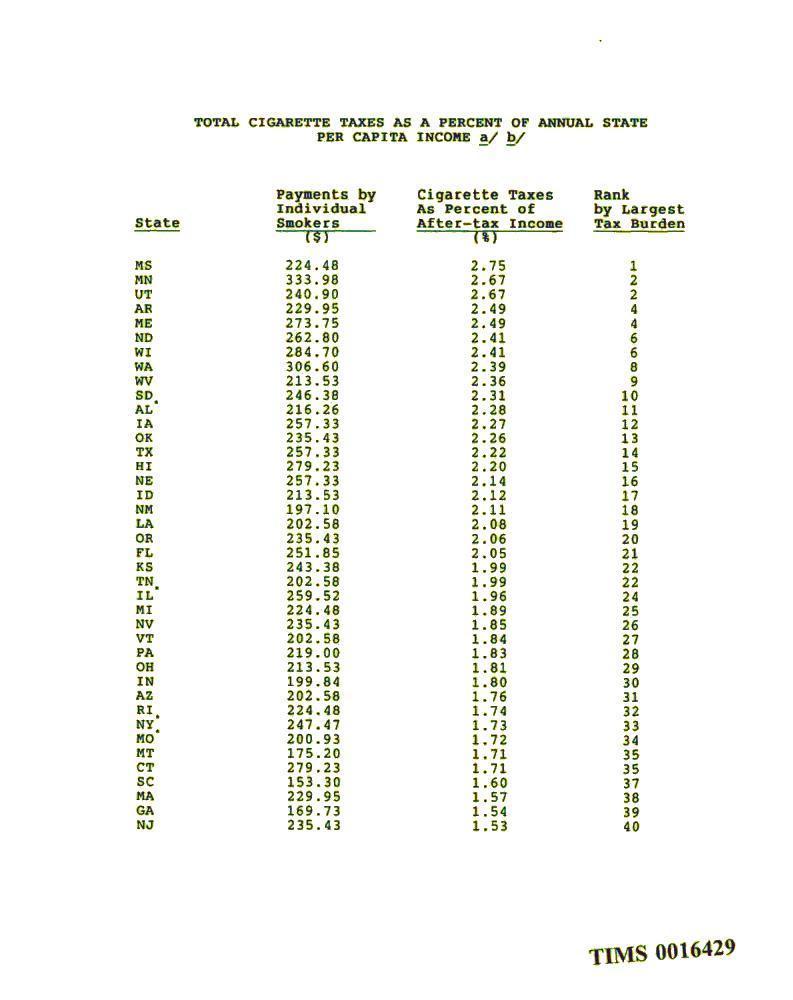 TOTAL CIGARETTE TAXES AS A PERCENT OF ANNUAL STATE
PER CAPITA INCOME a/ b/
Payments by Cigarette Taxes Rank
Individual As Percent of by Largest
State Smokers After-tax Income Tax Burden
($) (%)
MS 224.48 2.75 1
MN 333.98 2.67 2
UT 240.90 2.67 2
AR 229.95 2.49 4
ME 273.75 2.49 4
ND 262.80 2.41 6
WI 284.70 2.41 6
WA 306.60 2.39 8
WV 213.53 2.36 9
SD 246.38 2.31 10
AL* 216.26 2.28 11
IA 257.33 2.27 12
OK 235.43 2.26 13
TX 257.33 2.22 14
HI 279.23 2.20 15
NE 257.33 2.14 16
ID 213.53 2.12 17
NM 197.10 2.11 18
LA 202.58 2.08 19
OR 235.43 2.06 20
FL 251.85 2.05 21
KS 243.38 1.99 22
TN 202.58 1.99 22
IL* 259.52 1.96 24
MI 224.48 1.89 25
NV 235.43 1.85 26
VT 202.58 1.84 27
PA 219.00 1.83 28
OH 213.53 1.81 29
IN 199.84 1.80 30
AZ 202.58 1.76 31
RI 224.48 1.74 32
NY* 247.47 1.73 33
MO* 200.93 1.72 34
MT 175.20 1.71 35
CT 279.23 1.71 35
SC 153.30 1.60 37
MA 229.95 1.57 38
GA 169.73 1.54 39
NJ 235.43 1.53 40
TIMS 0016429